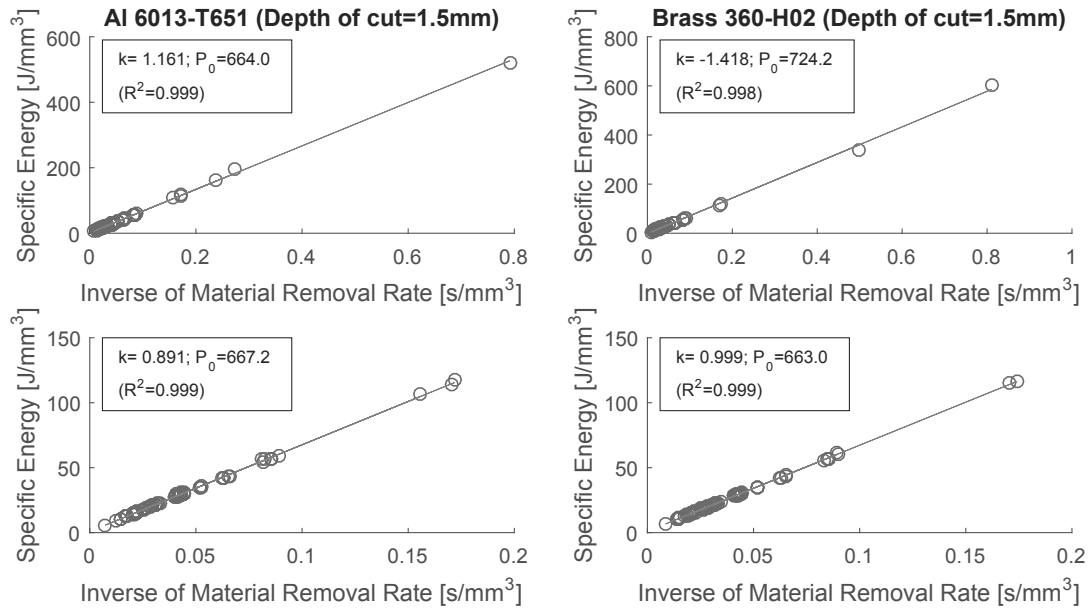 Al 6013-T651 (Depth of cut=1.5mm)
600
400
200
0
Specific Energy [J/mm³]
k= 1.161; P₀=664.0
(R²=0.999)
0 0.2 0.4 0.6 0.8
Inverse of Material Removal Rate [s/mm³]
Brass 360-H02 (Depth of cut=1.5mm)
800
600
400
200
0
Specific Energy [J/mm³]
k= -1.418; P₀=724.2
(R²=0.998)
0 0.2 0.4 0.6 0.8 1
Inverse of Material Removal Rate [s/mm³]
150
100
50
0
Specific Energy [J/mm³]
k= 0.891; P₀=667.2
(R²=0.999)
0 0.05 0.1 0.15 0.2
Inverse of Material Removal Rate [s/mm³]
150
100
50
0
Specific Energy [J/mm³]
k= 0.999; P₀=663.0
(R²=0.999)
0 0.05 0.1 0.15 0.2
Inverse of Material Removal Rate [s/mm³]